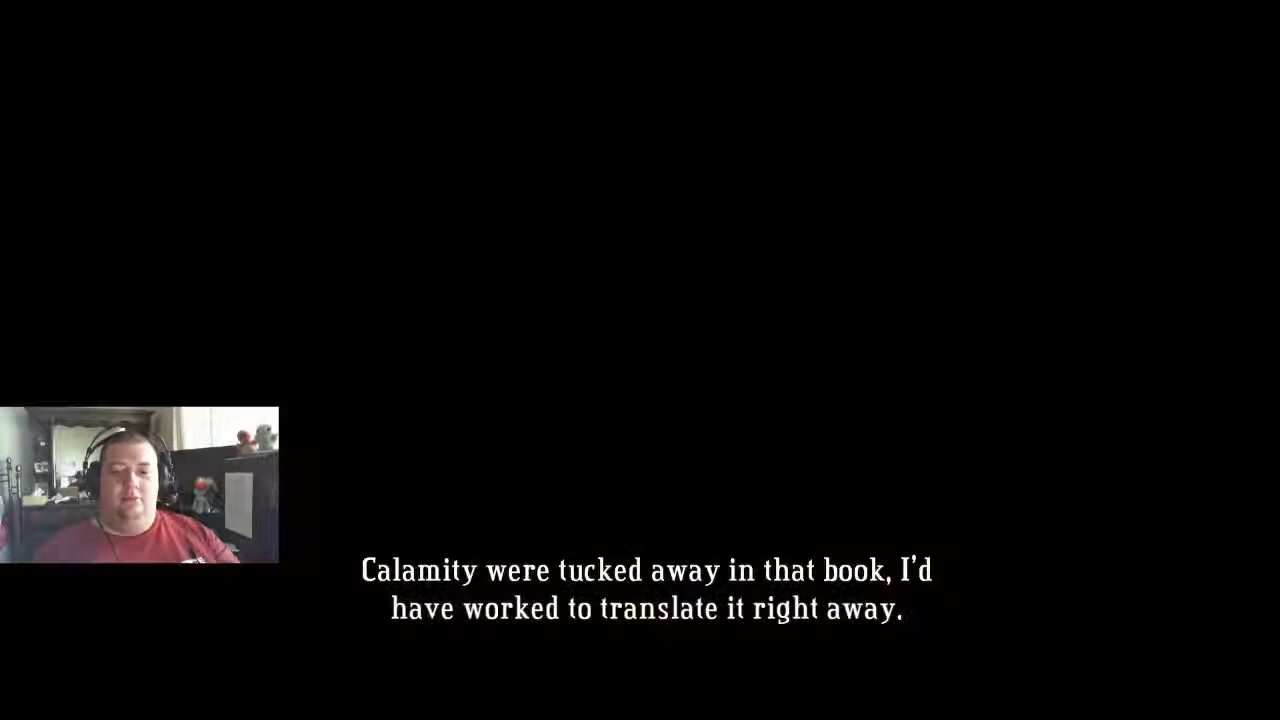 Calamity were tucked away in that book, I'd
have worked to translate it right away.